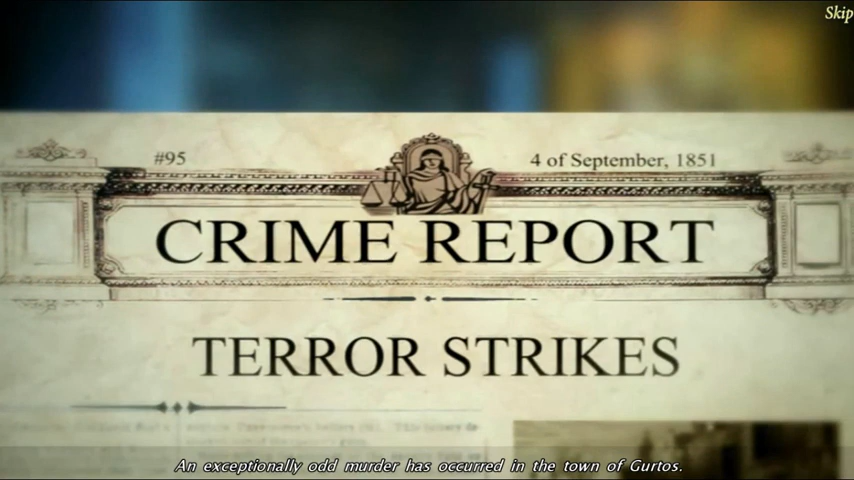 Skip
#95
4 of September, 1851
CRIME REPORT
TERROR STRIKES
An exceptionally odd murder has occurred in the town of Gurtos.